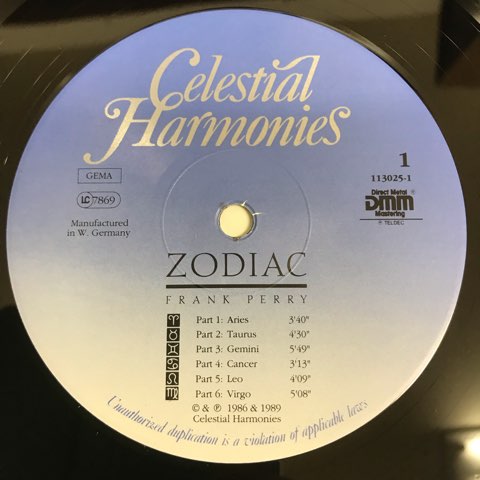 Celestial
Harmonies
GEMA
LC 7869
Manufactured
in W. Germany
1
113025-1
Direct Metal ®
DMM
Mastering
℗ TELDEC
ZODIAC
FRANK PERRY
♈ Part 1: Aries 3'40"
♉ Part 2: Taurus 4'30"
♊ Part 3: Gemini 5'49"
♋ Part 4: Cancer 3'13"
♌ Part 5: Leo 4'09"
♍ Part 6: Virgo 5'08"
© & ℗ 1986 & 1989
Celestial Harmonies
Unauthorized duplication is a violation of applicable laws